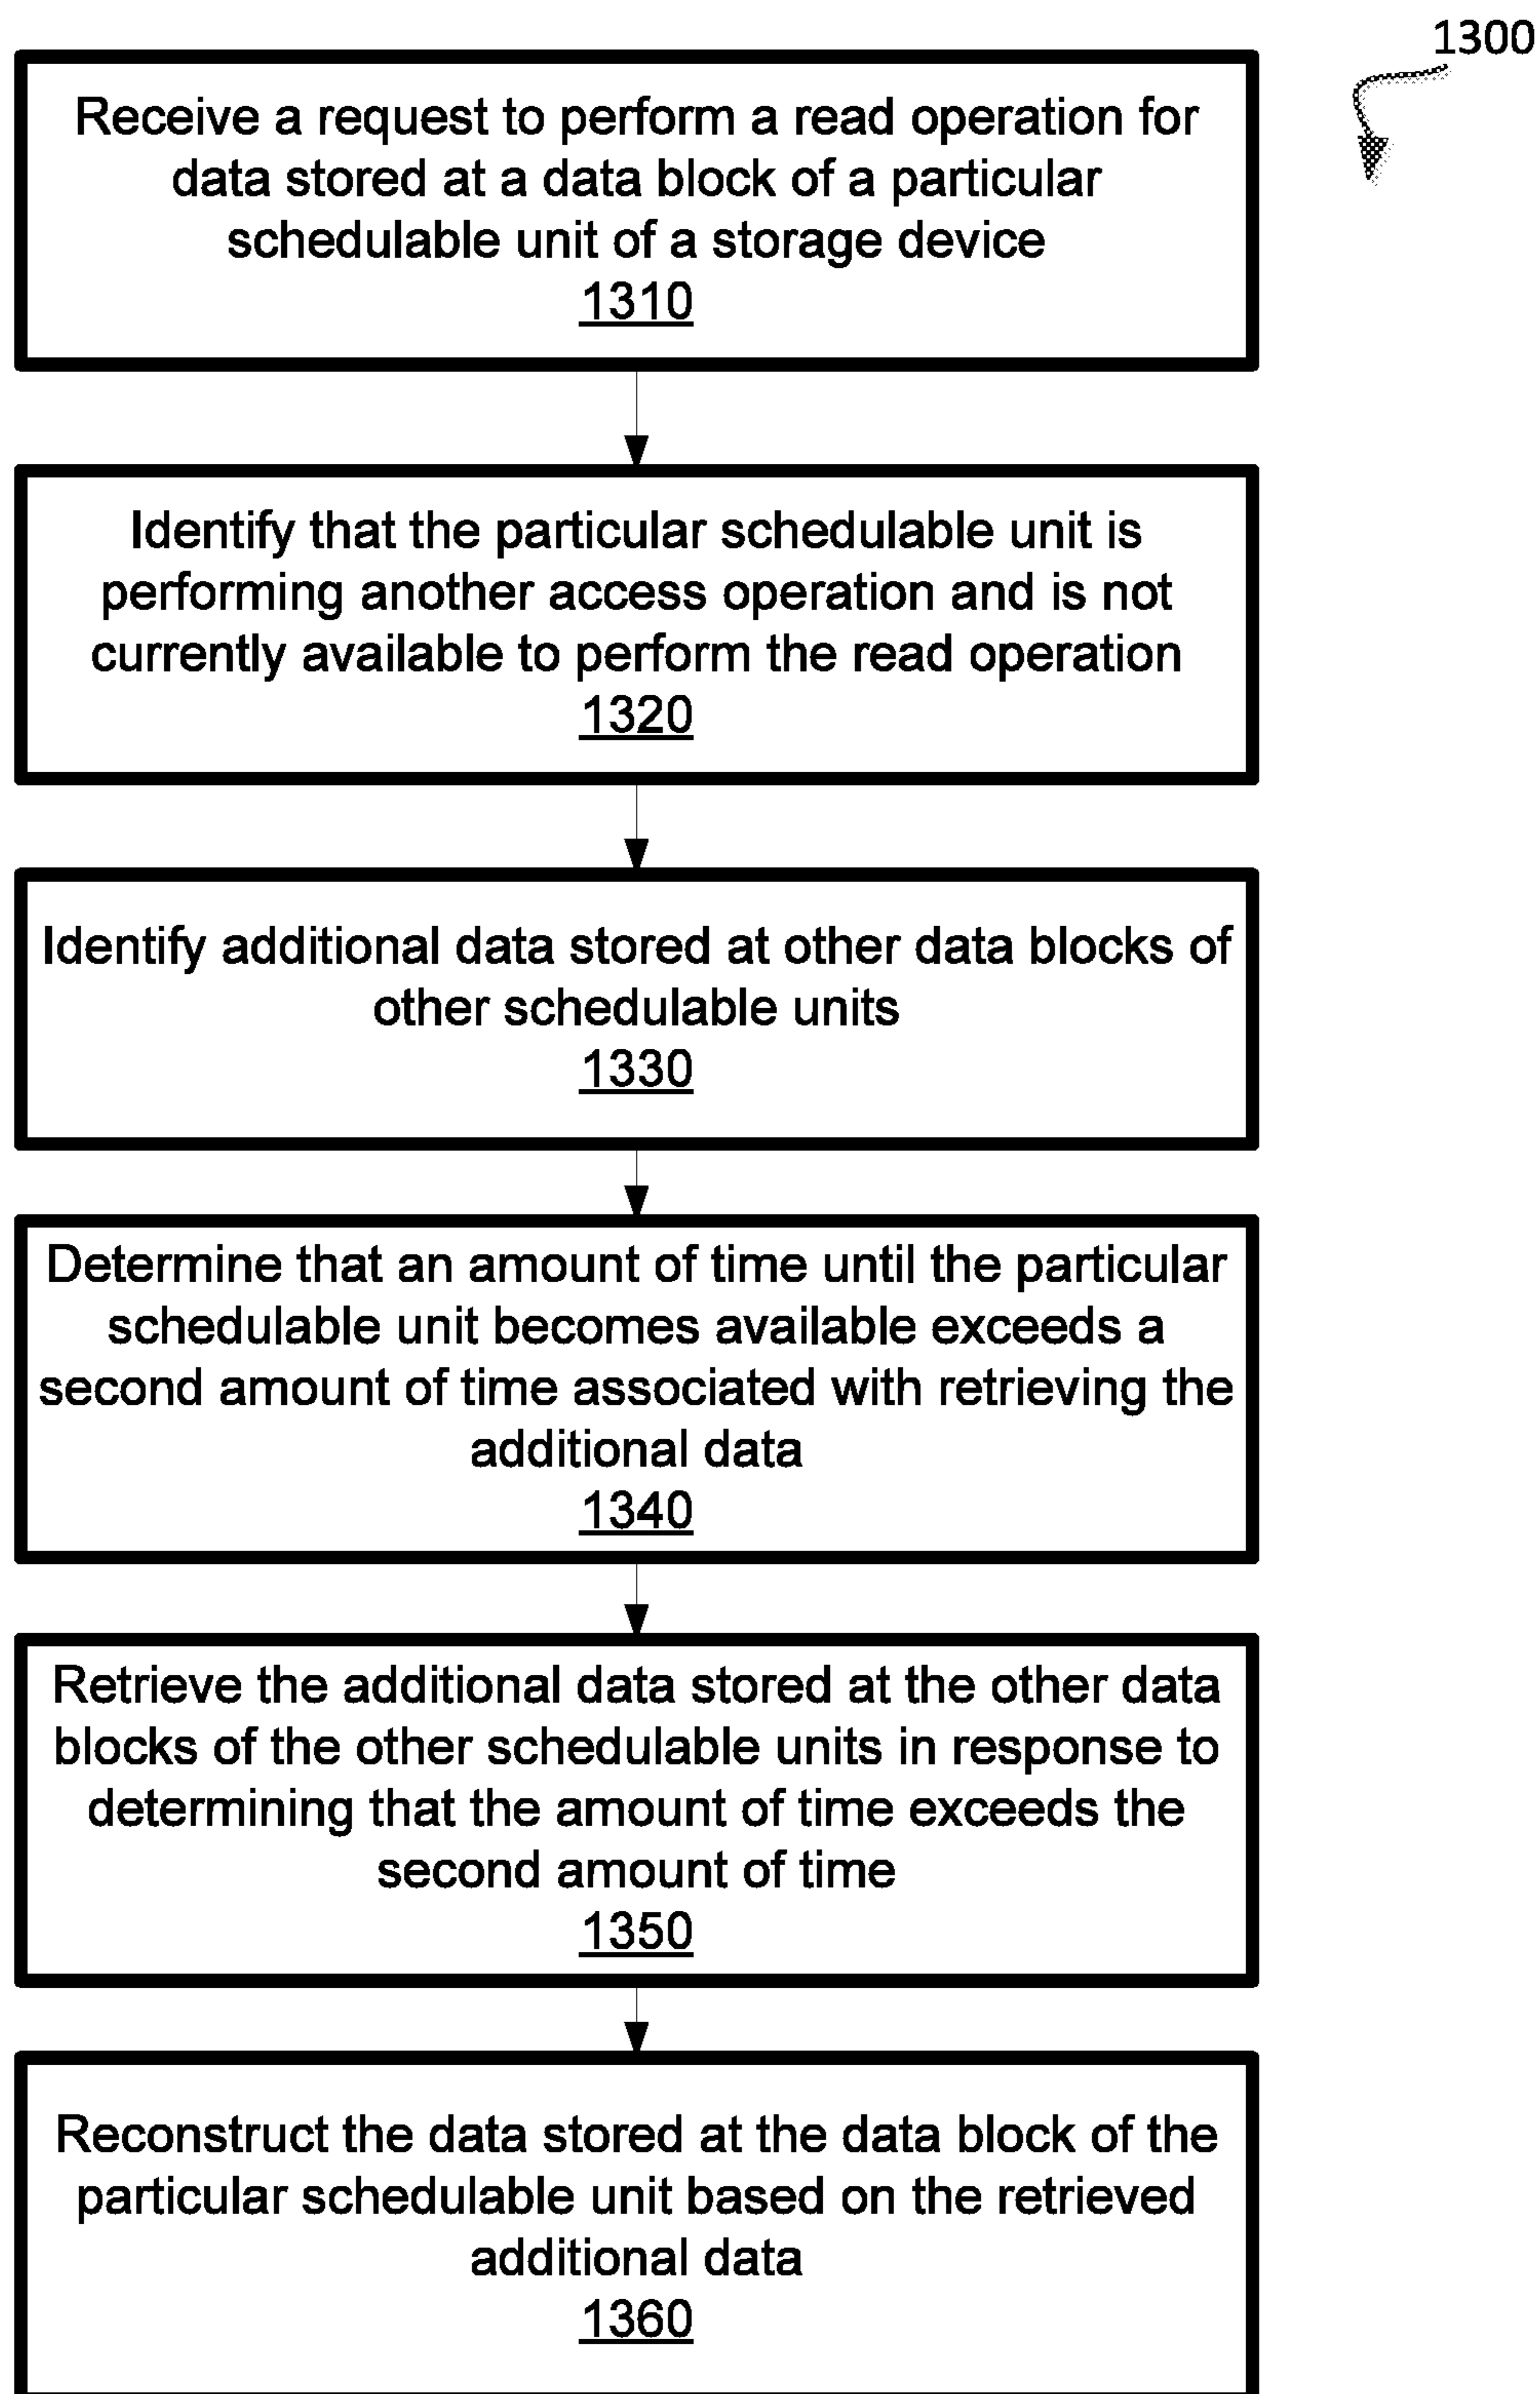 1300
Receive a request to perform a read operation for
data stored at a data block of a particular
schedulable unit of a storage device
1310
Identify that the particular schedulable unit is
performing another access operation and is not
currently available to perform the read operation
1320
Identify additional data stored at other data blocks of
other schedulable units
1330
Determine that an amount of time until the particular
schedulable unit becomes available exceeds a
second amount of time associated with retrieving the
additional data
1340
Retrieve the additional data stored at the other data
blocks of the other schedulable units in response to
determining that the amount of time exceeds the
second amount of time
1350
Reconstruct the data stored at the data block of the
particular schedulable unit based on the retrieved
additional data
1360